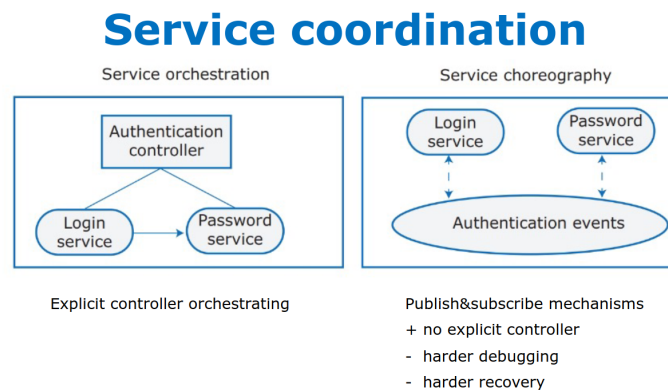 Service coordination
Service orchestration
Authentication
controller
Login
service
Password
service
Explicit controller orchestrating
Service choreography
Login
service
Password
service
Authentication events
Publish&subscribe mechanisms
+ no explicit controller
- harder debugging
- harder recovery